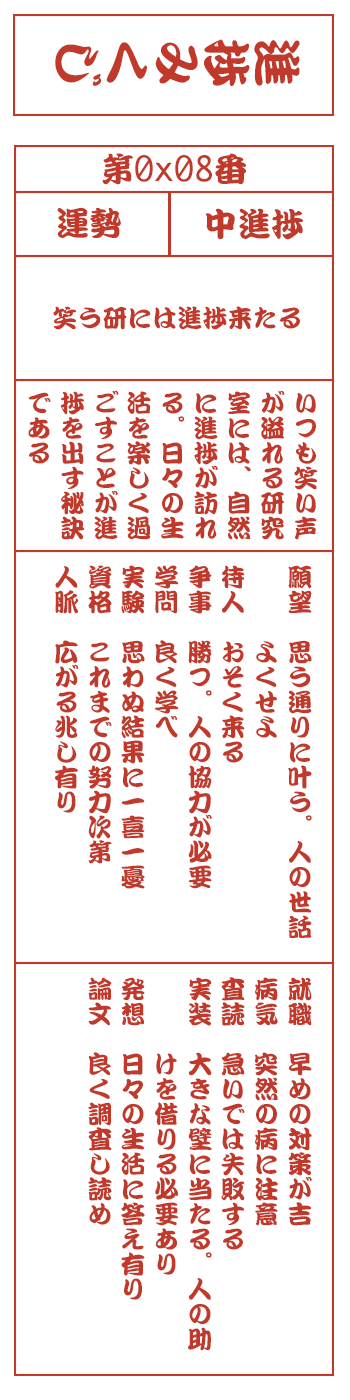 進捗みくじ
第0x08番
運勢
中進捗
笑う研には進捗来たる
いつも笑い声
が溢れる研究
室には、自然
に進捗が訪れ
る。日々の生
活を楽しく過
ごすことが進
捗を出す秘訣
である
願望 思う通りに叶う。人の世話
よくせよ
待人 おそく来る
争事 勝つ。人の協力が必要
学問 良く学べ
実験 思わぬ結果に一喜一憂
資格 これまでの努力次第
人脈 広がる兆し有り
就職 早めの対策が吉
病気 突然の病に注意
査読 急いでは失敗する
実装 大きな壁に当たる。人の助
けを借りる必要あり
発想 日々の生活に答え有り
論文 良く調査し読め